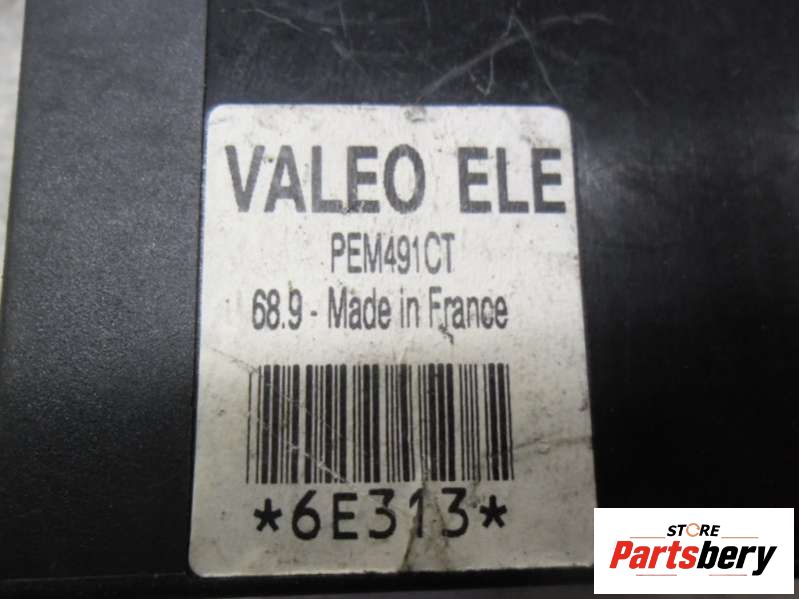 VALEO ELE
PEM491CT
68.9 - Made in France
*6E313*
STORE
Partsbery